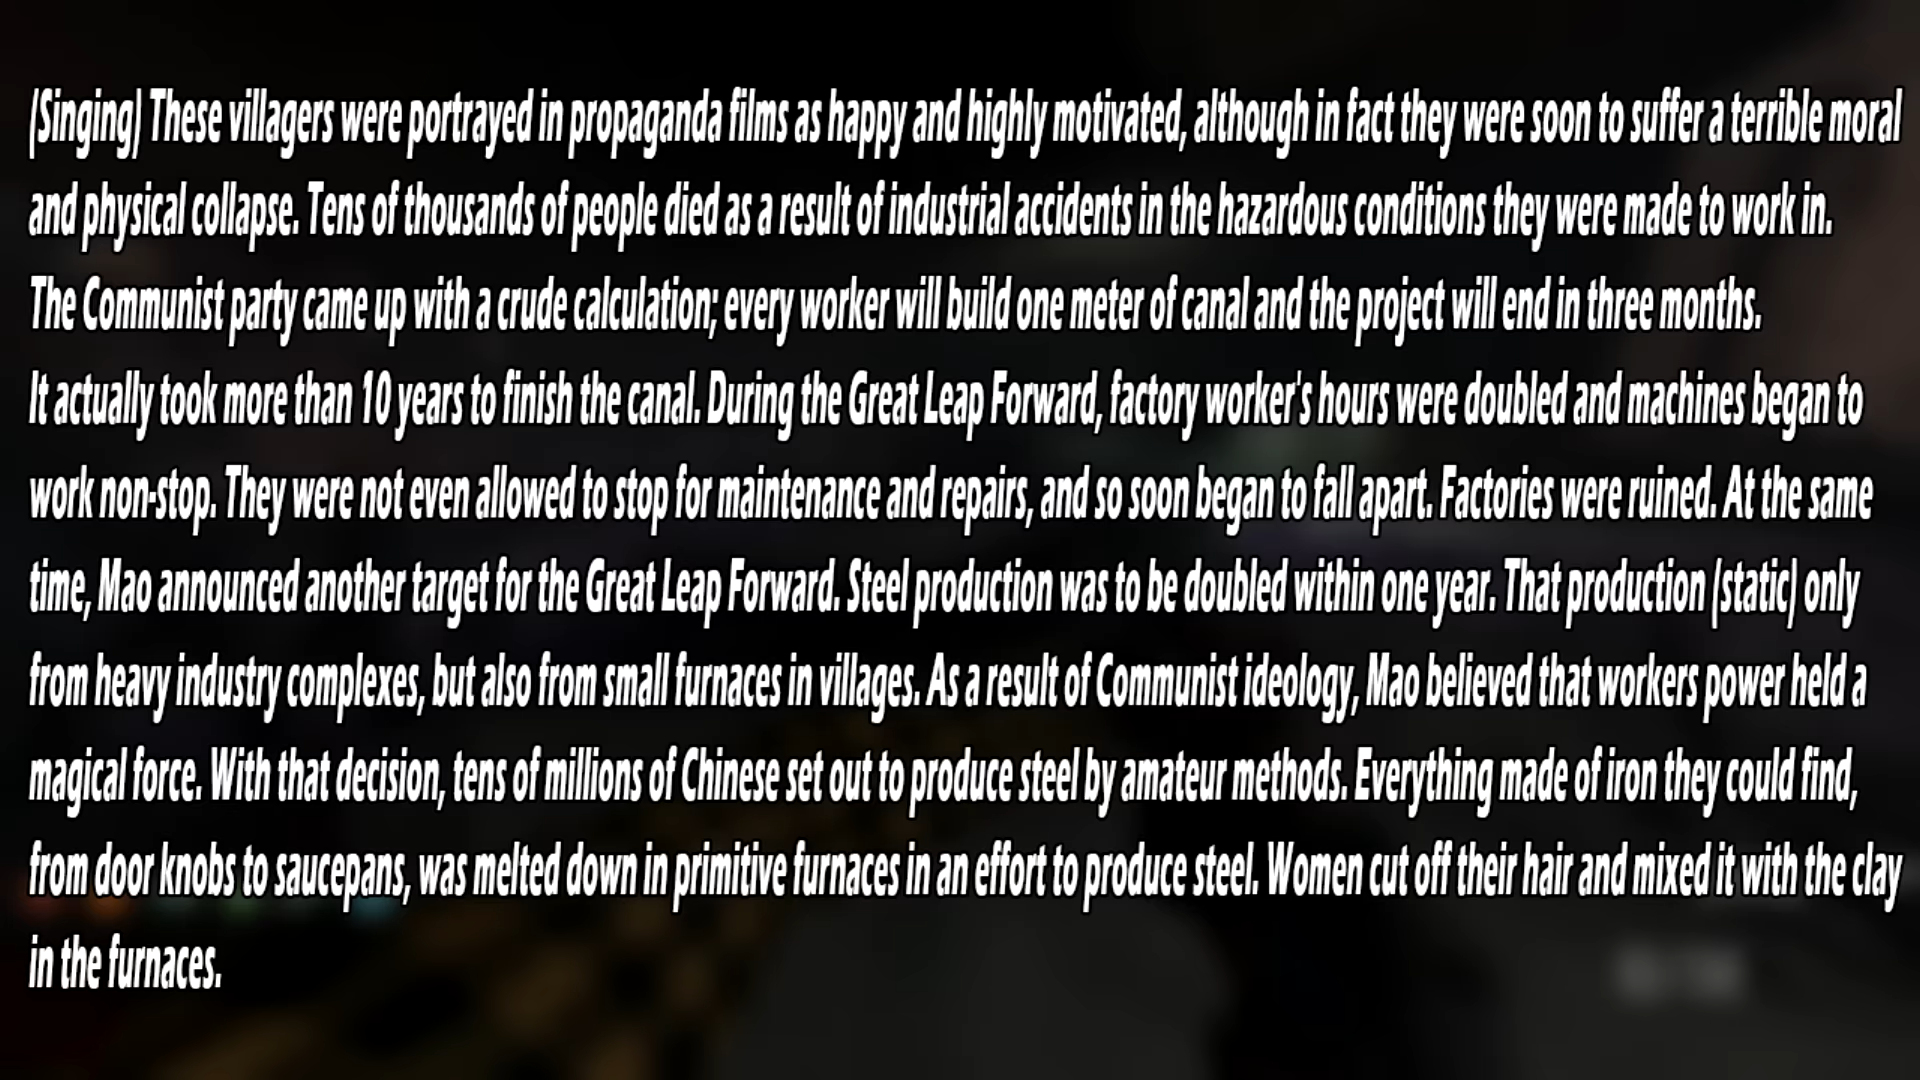 (Singing) These villagers were portrayed in propaganda films as happy and highly motivated, although in fact they were soon to suffer a terrible moral
and physical collapse. Tens of thousands of people died as a result of industrial accidents in the hazardous conditions they were made to work in.
The Communist party came up with a crude calculation; every worker will build one meter of canal and the project will end in three months.
It actually took more than 10 years to finish the canal. During the Great Leap Forward, factory worker's hours were doubled and machines began to
work non-stop. They were not even allowed to stop for maintenance and repairs, and so soon began to fall apart. Factories were ruined. At the same
time, Mao announced another target for the Great Leap Forward. Steel production was to be doubled within one year. That production (static) only
from heavy industry complexes, but also from small furnaces in villages. As a result of Communist ideology, Mao believed that workers power held a
magical force. With that decision, tens of millions of Chinese set out to produce steel by amateur methods. Everything made of iron they could find,
from door knobs to saucepans, was melted down in primitive furnaces in an effort to produce steel. Women cut off their hair and mixed it with the clay
in the furnaces.